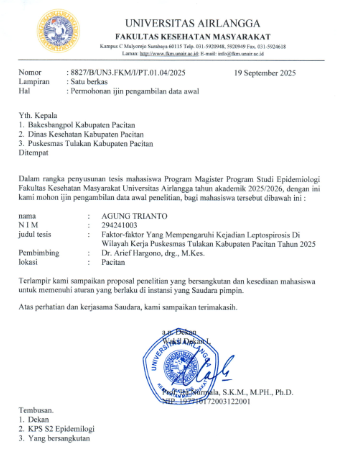 UNIVERSITAS AIRLANGGA
FAKULTAS KESEHATAN MASYARAKAT
Kampus C Mulyorejo Surabaya 60115 Telp. 031-5920948, 5920949 Fax. 031-5924618
Laman: http://www.fkm.unair.ac.id; E-mail: info@fkm.unair.ac.id
Nomor : 8827/B/UN3.FKM/I/PT.01.04/2025 19 September 2025
Lampiran : Satu berkas
Hal : Permohonan ijin pengambilan data awal
Yth. Kepala
1. Bakesbangpol Kabupaten Pacitan
2. Dinas Kesehatan Kabupaten Pacitan
3. Puskesmas Tulakan Kabupaten Pacitan
Ditempat
Dalam rangka penyusunan tesis mahasiswa Program Magister Program Studi Epidemiologi
Fakultas Kesehatan Masyarakat Universitas Airlangga tahun akademik 2025/2026, dengan ini
kami mohon ijin pengambilan data awal penelitian, bagi mahasiswa tersebut dibawah ini :
nama : AGUNG TRIANTO
N I M : 294241003
judul tesis : Faktor-faktor Yang Mempengaruhi Kejadian Leptospirosis Di
Wilayah Kerja Puskesmas Tulakan Kabupaten Pacitan Tahun 2025
Pembimbing : Dr. Arief Hargono, drg., M.Kes.
lokasi : Pacitan
Terlampir kami sampaikan proposal penelitian yang bersangkutan dan kesediaan mahasiswa
untuk memenuhi aturan yang berlaku di instansi yang Saudara pimpin.
Atas perhatian dan kerjasama Saudara, kami sampaikan terimakasih.
a.n. Dekan
Wakil Dekan I,
UNIVERSITAS AIRLANGGA
Nurmala, S.K.M., M.PH., Ph.D.
NIP. 197710172003122001
Tembusan.
1. Dekan
2. KPS S2 Epidemilogi
3. Yang bersangkutan